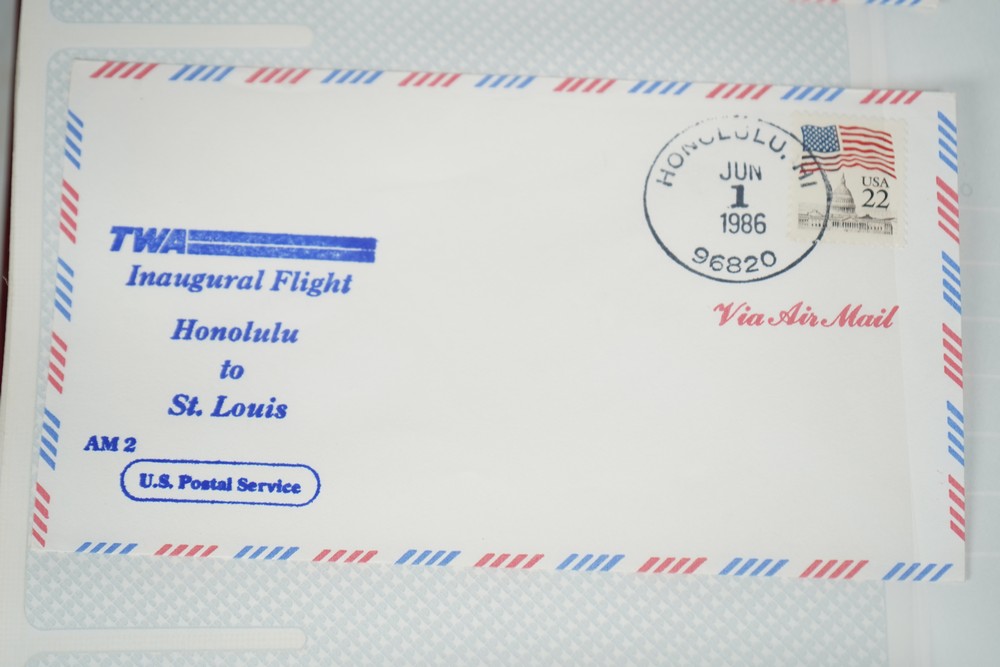 TWA
Inaugural Flight
Honolulu
to
St. Louis
AM 2
U.S. Postal Service
HONOLULU, HI
JUN
1
1986
96820
USA
22
Via Air Mail